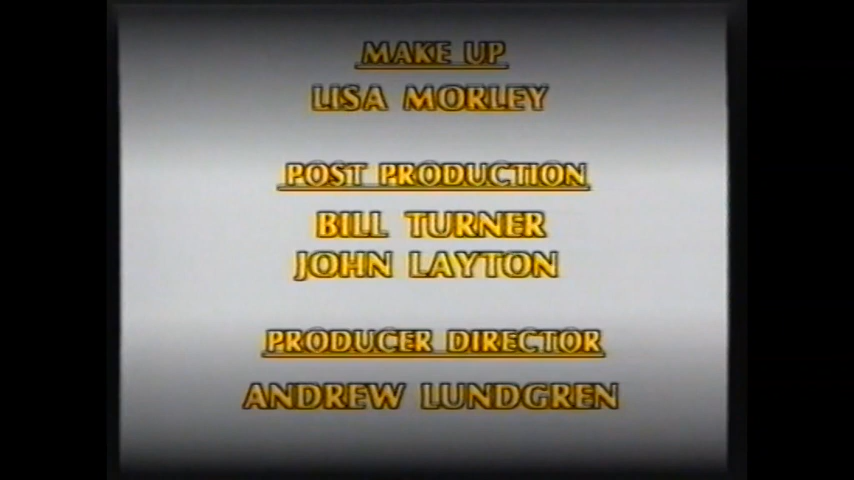 MAKE UP
LISA MORLEY
POST PRODUCTION
BILL TURNER
JOHN LAYTON
PRODUCER DIRECTOR
ANDREW LUNDGREN